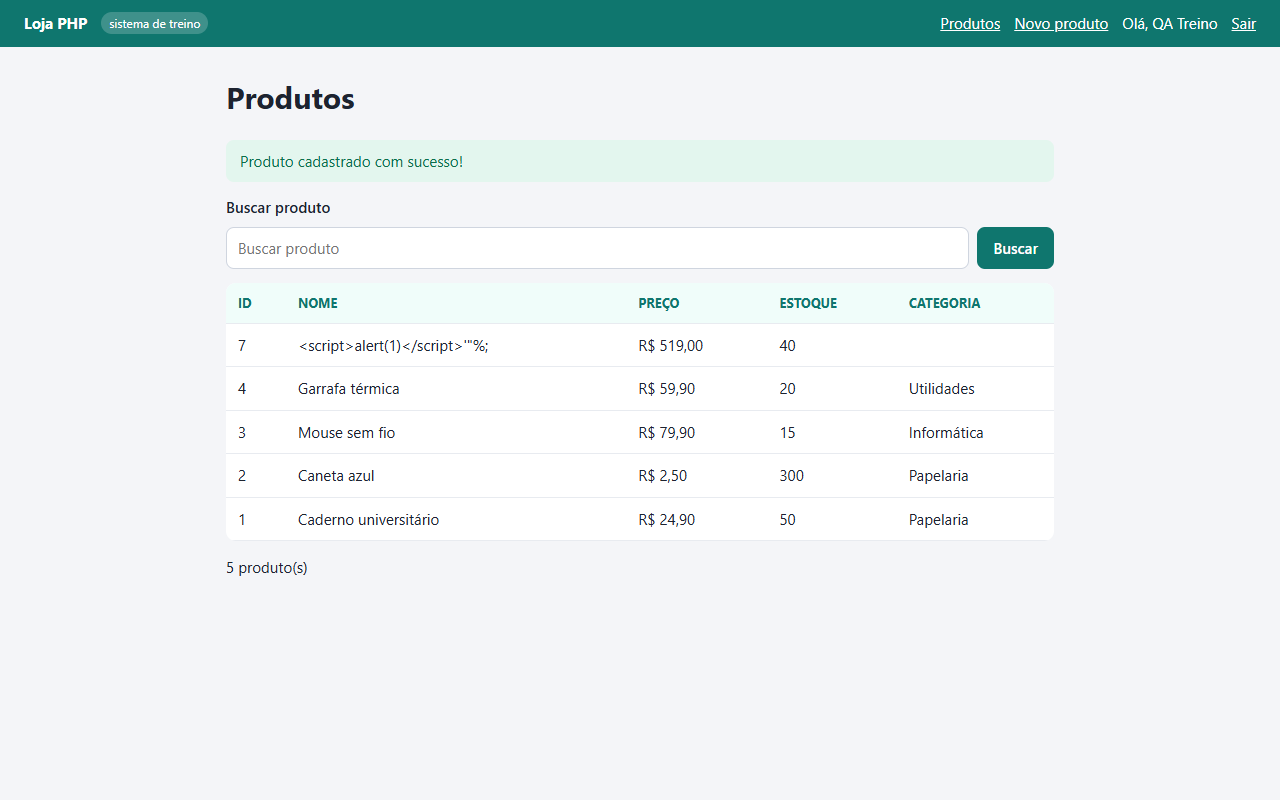 Loja PHP sistema de treino Produtos Novo produto Olá, QA Treino Sair
Produtos
Produto cadastrado com sucesso!
Buscar produto
Buscar produto Buscar
ID NOME PREÇO ESTOQUE CATEGORIA
7 <script>alert(1)</script>'"%; R$ 519,00 40
4 Garrafa térmica R$ 59,90 20 Utilidades
3 Mouse sem fio R$ 79,90 15 Informática
2 Caneta azul R$ 2,50 300 Papelaria
1 Caderno universitário R$ 24,90 50 Papelaria
5 produto(s)